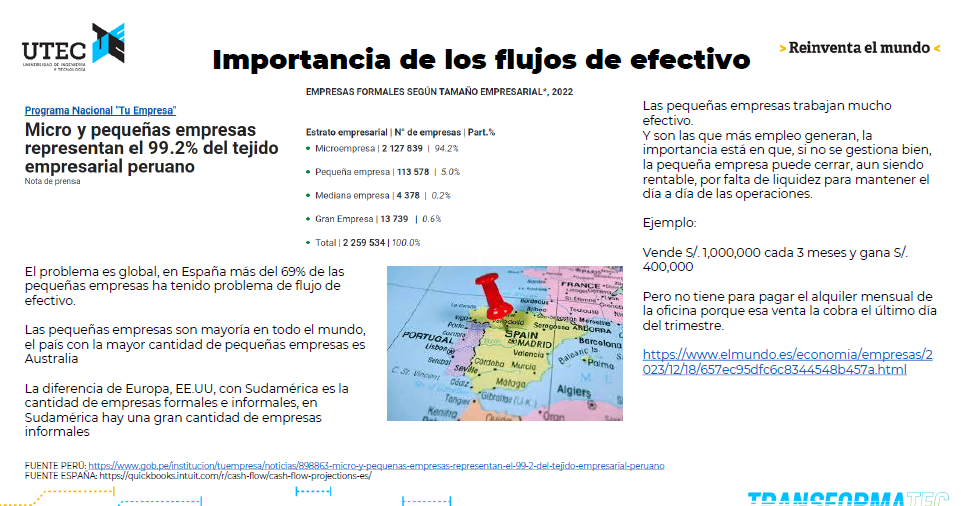 UTEC
UNIVERSIDAD DE INGENIERÍA
Y TECNOLOGÍA
Importancia de los flujos de efectivo
> Reinventa el mundo <
Programa Nacional "Tu Empresa"
Micro y pequeñas empresas
representan el 99.2% del tejido
empresarial peruano
Nota de prensa
EMPRESAS FORMALES SEGÚN TAMAÑO EMPRESARIAL*, 2022
Estrato empresarial | N° de empresas | Part.%
• Microempresa | 2 127 839 | 94.2%
• Pequeña empresa | 113 578 | 5.0%
• Mediana empresa | 4 378 | 0.2%
• Gran Empresa | 13 739 | 0.6%
• Total | 2 259 534 | 100.0%
El problema es global, en España más del 69% de las
pequeñas empresas ha tenido problema de flujo de
efectivo.
Las pequeñas empresas son mayoría en todo el mundo,
el país con la mayor cantidad de pequeñas empresas es
Australia
La diferencia de Europa, EE.UU, con Sudamérica es la
cantidad de empresas formales e informales, en
Sudamérica hay una gran cantidad de empresas
informales
FRANCE
Bordeaux
Andorra
SPAIN
MADRID
Barcelona
PORTUGAL
Lisbon
Valencia
Seville
Cádiz
Málaga
C. St. Vincent
Gibraltar (U.K.)
Tangier
Algiers
Kenitra
Oran
Las pequeñas empresas trabajan mucho
efectivo.
Y son las que más empleo generan, la
importancia está en que, si no se gestiona bien,
la pequeña empresa puede cerrar, aun siendo
rentable, por falta de liquidez para mantener el
día a día de las operaciones.
Ejemplo:
Vende S/. 1,000,000 cada 3 meses y gana S/.
400,000
Pero no tiene para pagar el alquiler mensual de
la oficina porque esa venta la cobra el último día
del trimestre.
https://www.elmundo.es/economia/empresas/2
023/12/18/657ec95dfc6c8344548b457a.html
FUENTE PERÚ: https://www.gob.pe/institucion/tuempresa/noticias/898863-micro-y-pequenas-empresas-representan-el-99-2-del-tejido-empresarial-peruano
FUENTE ESPAÑA: https://quickbooks.intuit.com/r/cash-flow/cash-flow-projections-es/
TRANSFORMATEC